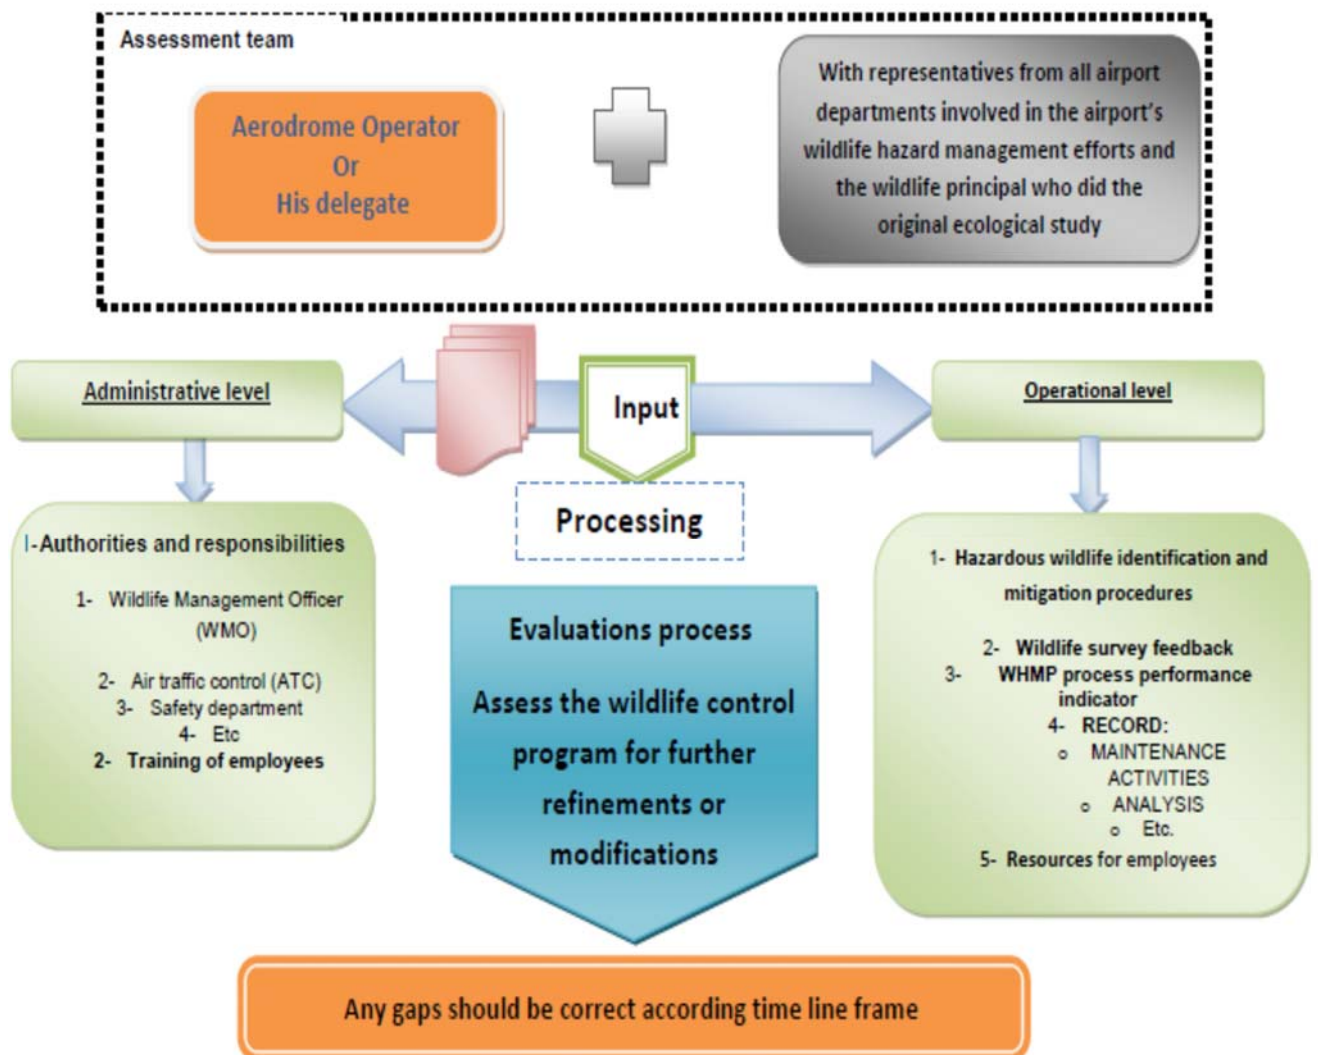 Assessment team
Aerodrome Operator
Or
His delegate
With representatives from all airport
departments involved in the airport's
wildlife hazard management efforts and
the wildlife principal who did the
original ecological study
Administrative level
Input
Operational level
Processing
I-Authorities and responsibilities
1- Wildlife Management Officer
(WMO)
2- Air traffic control (ATC)
3- Safety department
4- Etc
2- Training of employees
Evaluations process
Assess the wildlife control
program for further
refinements or
modifications
1- Hazardous wildlife identification and
mitigation procedures
2- Wildlife survey feedback
3- WHMP process performance
indicator
4- RECORD:
o MAINTENANCE
ACTIVITIES
o ANALYSIS
o Etc.
5- Resources for employees
Any gaps should be correct according time line frame